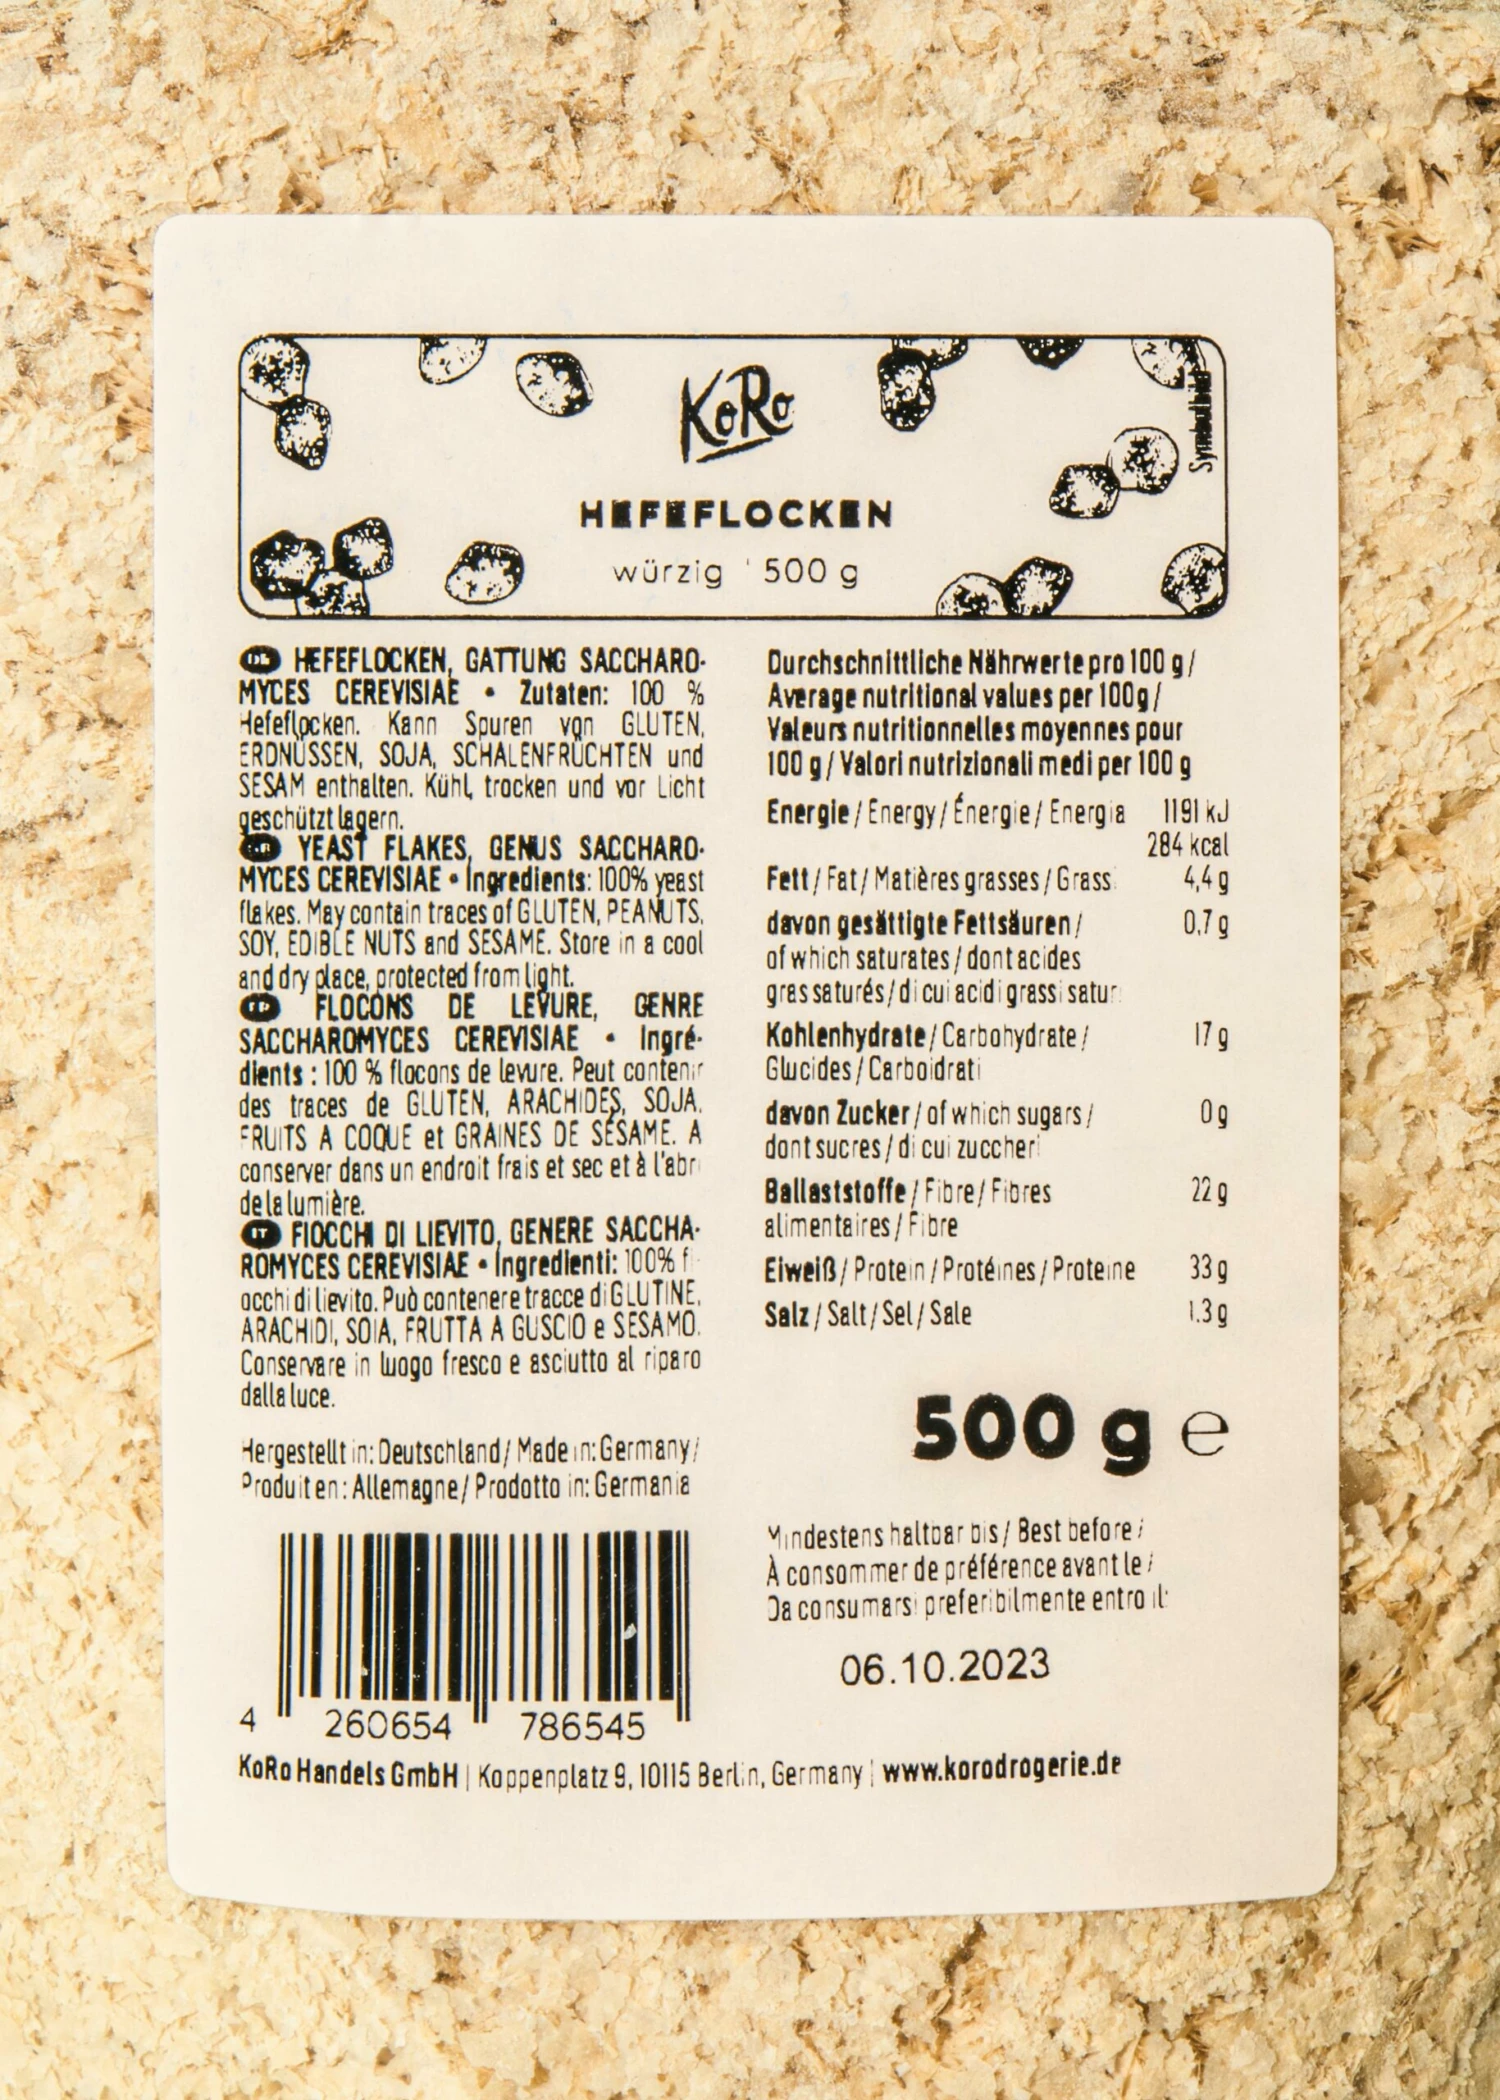 KoRo
Symbolbild
HEFEFLOCKEN
würzig 500 g
DE HEFEFLOCKEN, GATTUNG SACCHARO-
MYCES CEREVISIAE • Zutaten: 100 %
Hefeflocken. Kann Spuren von GLUTEN,
ERDNÜSSEN, SOJA, SCHALENFRÜCHTEN und
SESAM enthalten. Kühl, trocken und vor Licht
geschützt lagern.
YEAST FLAKES, GENUS SACCHARO-
MYCES CEREVISIAE • Ingredients: 100% yeast
flakes. May contain traces of GLUTEN, PEANUTS,
SOY, EDIBLE NUTS and SESAME. Store in a cool
and dry place, protected from light.
FLOCONS DE LEVURE, GENRE
SACCHAROMYCES CEREVISIAE • Ingré-
dients : 100 % flocons de levure. Peut contenir
des traces de GLUTEN, ARACHIDES, SOJA,
FRUITS A COQUE et GRAINES DE SÉSAME. A
conserver dans un endroit frais et sec et à l'abri
de la lumière.
IT FIOCCHI DI LIEVITO, GENERE SACCHA-
ROMYCES CEREVISIAE • Ingredienti: 100% fi-
occhi di lievito. Può contenere tracce di GLUTINE,
ARACHIDI, SOIA, FRUTTA A GUSCIO e SESAMO.
Conservare in luogo fresco e asciutto al riparo
dalla luce.
Hergestellt in: Deutschland/ Made in: Germany/
Produit en: Allemagne/ Prodotto in: Germania
4 260654 786545
Durchschnittliche Nährwerte pro 100 g/
Average nutritional values per 100g/
Valeurs nutritionnelles moyennes pour
100 g/ Valori nutrizionali medi per 100 g
Energie/ Energy/ Énergie/ Energia 1191 kJ
284 kcal
Fett/ Fat/ Matières grasses/ Grassi 4,4 g
davon gesättigte Fettsäuren/ 0,7 g
of which saturates/ dont acides
gras saturés/ di cui acidi grassi saturi
Kohlenhydrate/ Carbohydrate/ 17 g
Glucides/ Carboidrati
davon Zucker/ of which sugars/ 0 g
dont sucres/ di cui zuccheri
Ballaststoffe/ Fibre/ Fibres 22 g
alimentaires/ Fibre
Eiweiß/ Protein/ Protéines/ Proteine 33 g
Salz/ Salt/ Sel/ Sale 1.3 g
500 g e
Mindestens haltbar bis/ Best before/
À consommer de préférence avant le/
Da consumarsi preferibilmente entro il:
06.10.2023
KoRo Handels GmbH | Koppenplatz 9, 10115 Berlin, Germany | www.korodrogerie.de